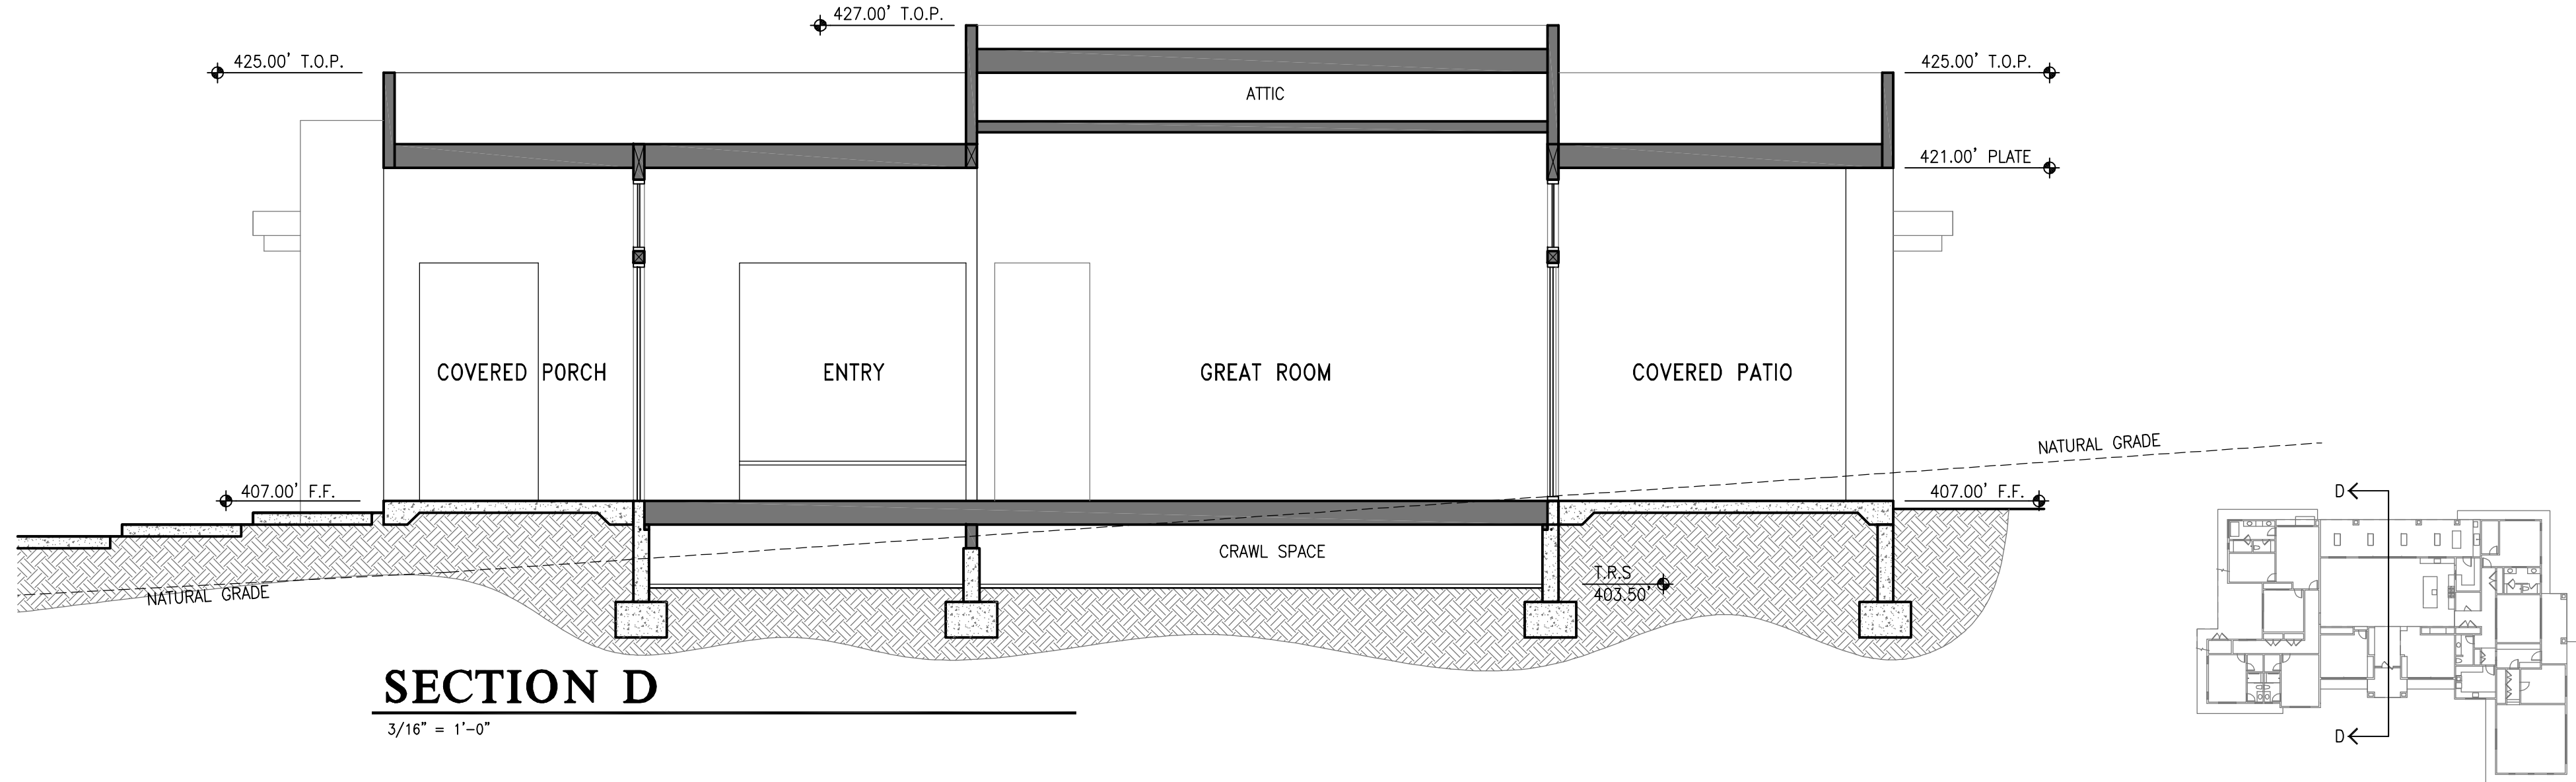 427.00' T.O.P.
425.00' T.O.P.
425.00' T.O.P.
ATTIC
421.00' PLATE
COVERED PORCH
ENTRY
GREAT ROOM
COVERED PATIO
NATURAL GRADE
407.00' F.F.
407.00' F.F.
D
CRAWL SPACE
T.R.S
403.50'
NATURAL GRADE
SECTION D
3/16" = 1'-0"
D